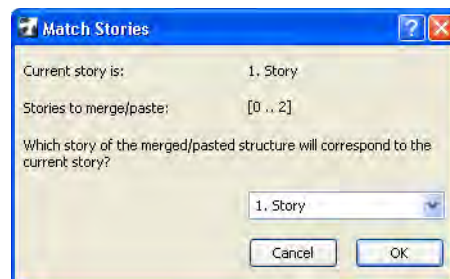 Match Stories
Current story is: 1. Story
Stories to merge/paste: [0 .. 2]
Which story of the merged/pasted structure will correspond to the
current story?
1. Story
Cancel OK